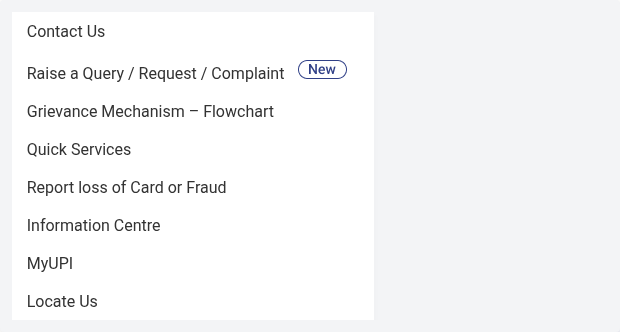 Contact Us
Raise a Query / Request / Complaint New
Grievance Mechanism – Flowchart
Quick Services
Report loss of Card or Fraud
Information Centre
MyUPI
Locate Us